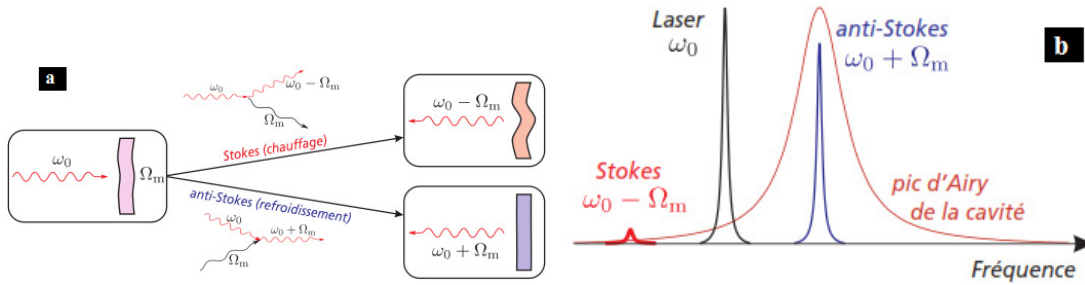 a
ω₀
Ωₘ
ω₀
ω₀ − Ωₘ
Ωₘ
Stokes (chauffage)
anti-Stokes (refroidissement)
ω₀
ω₀ + Ωₘ
Ωₘ
ω₀ − Ωₘ
ω₀ + Ωₘ
b
Laser
ω₀
anti-Stokes
ω₀ + Ωₘ
Stokes
ω₀ − Ωₘ
pic d'Airy
de la cavité
Fréquence